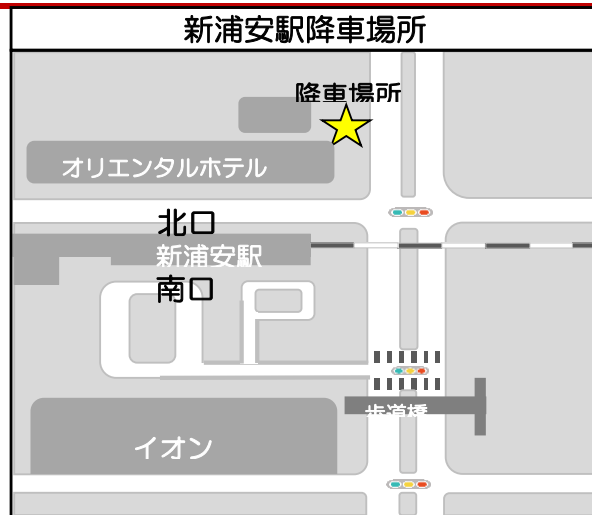 新浦安駅降車場所
降車場所
オリエンタルホテル
北口
新浦安駅
南口
歩道橋
イオン